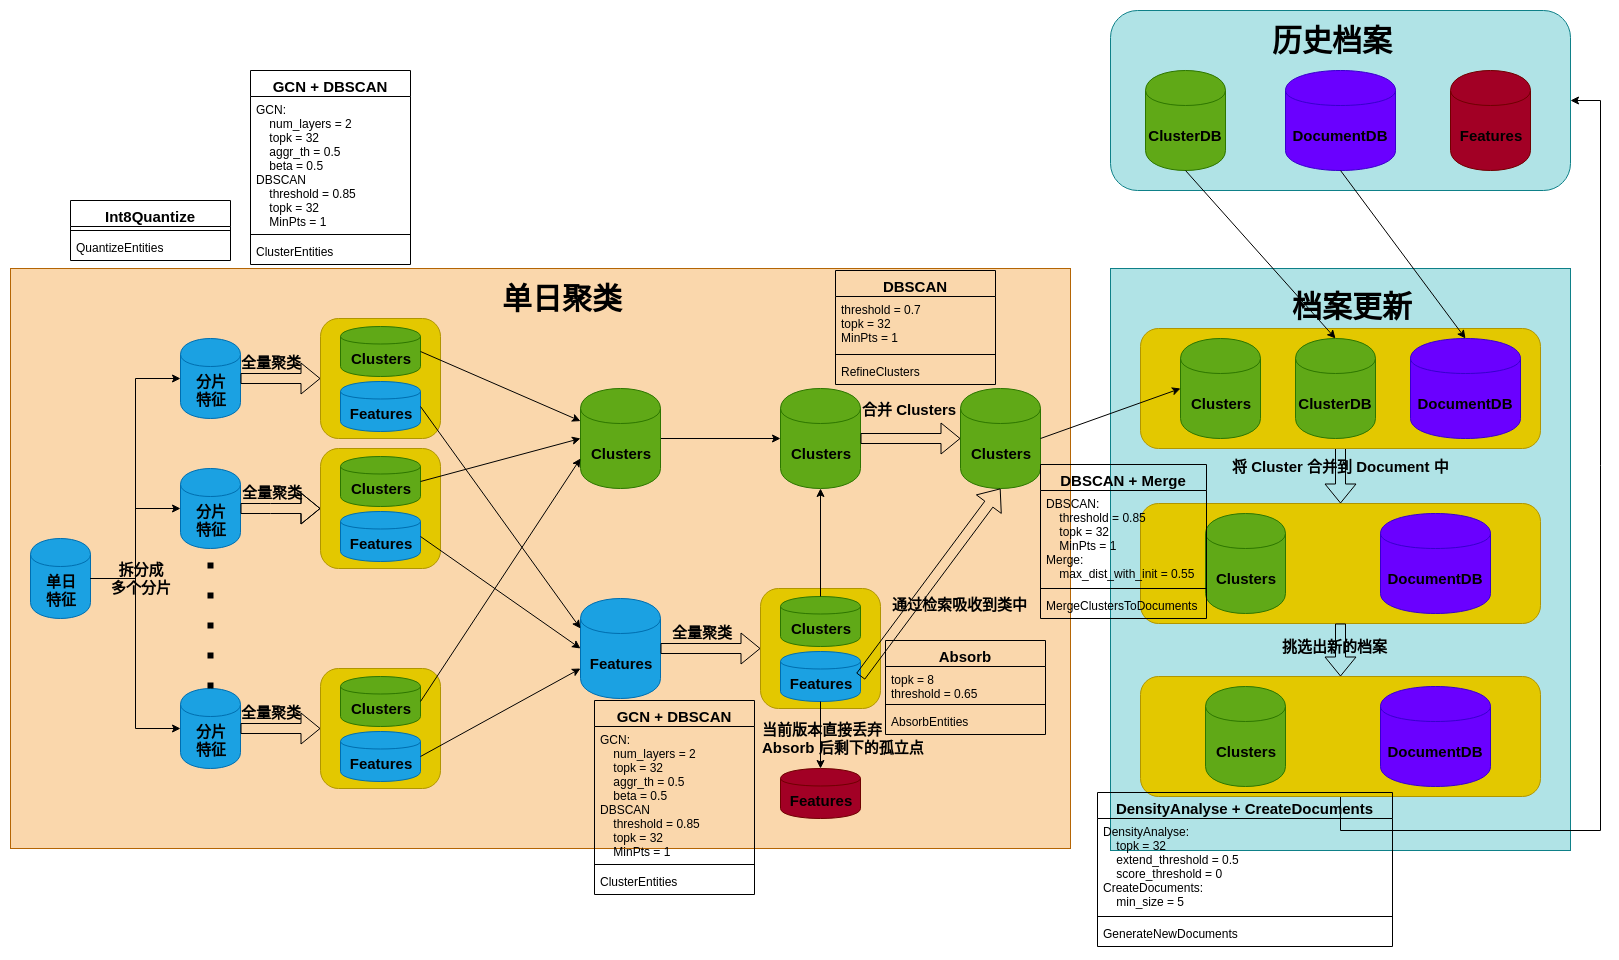 历史档案
ClusterDB
DocumentDB
Features
Int8Quantize
QuantizeEntities
GCN + DBSCAN
GCN:
num_layers = 2
topk = 32
aggr_th = 0.5
beta = 0.5
DBSCAN
threshold = 0.85
topk = 32
MinPts = 1
ClusterEntities
单日聚类
单日
特征
拆分成
多个分片
分片
特征
全量聚类
Clusters
Features
分片
特征
全量聚类
Clusters
Features
分片
特征
全量聚类
Clusters
Features
Clusters
Features
全量聚类
GCN + DBSCAN
GCN:
num_layers = 2
topk = 32
aggr_th = 0.5
beta = 0.5
DBSCAN
threshold = 0.85
topk = 32
MinPts = 1
ClusterEntities
Clusters
Features
Clusters
合并 Clusters
DBSCAN
threshold = 0.7
topk = 32
MinPts = 1
RefineClusters
Clusters
通过检索吸收到类中
Absorb
topk = 8
threshold = 0.65
AbsorbEntities
当前版本直接丢弃
Absorb 后剩下的孤立点
Features
档案更新
Clusters
ClusterDB
DocumentDB
将 Cluster 合并到 Document 中
DBSCAN + Merge
DBSCAN:
threshold = 0.85
topk = 32
MinPts = 1
Merge:
max_dist_with_init = 0.55
MergeClustersToDocuments
Clusters
DocumentDB
挑选出新的档案
Clusters
DocumentDB
DensityAnalyse + CreateDocuments
DensityAnalyse:
topk = 32
extend_threshold = 0.5
score_threshold = 0
CreateDocuments:
min_size = 5
GenerateNewDocuments